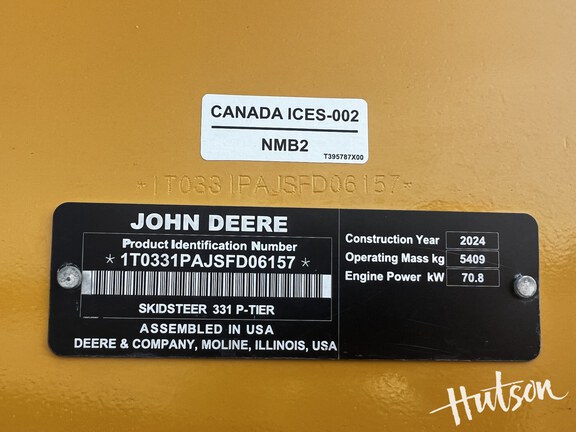 CANADA ICES-002
NMB2
T395787X00
*1T0331PAJSFD06157*
JOHN DEERE
Product Identification Number
* 1T0331PAJSFD06157 *
SKIDSTEER 331 P-TIER
ASSEMBLED IN USA
DEERE & COMPANY, MOLINE, ILLINOIS, USA
Construction Year 2024
Operating Mass kg 5409
Engine Power kW 70.8
Hutson